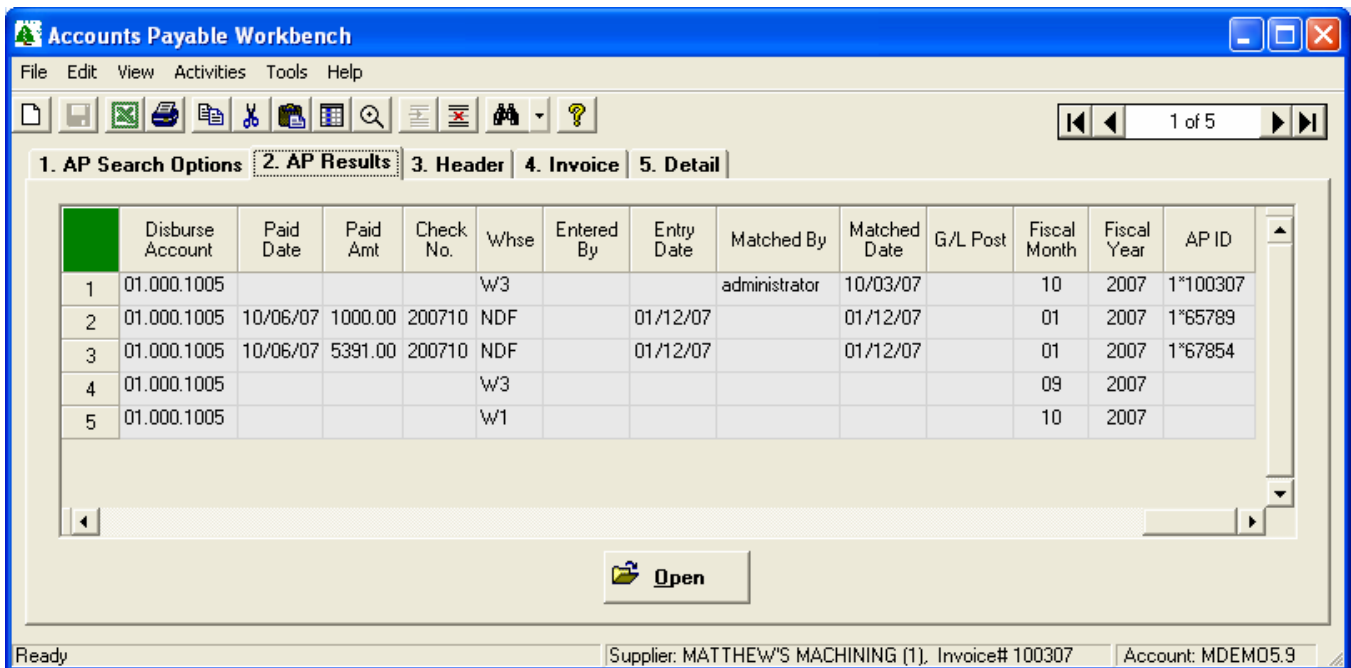 Accounts Payable Workbench
File Edit View Activities Tools Help
1 of 5
1. AP Search Options 2. AP Results 3. Header 4. Invoice 5. Detail
Disburse Account Paid Date Paid Amt Check No. Whse Entered By Entry Date Matched By Matched Date G/L Post Fiscal Month Fiscal Year AP ID
1 01.000.1005 W3 administrator 10/03/07 10 2007 1*100307
2 01.000.1005 10/06/07 1000.00 200710 NDF 01/12/07 01/12/07 01 2007 1*65789
3 01.000.1005 10/06/07 5391.00 200710 NDF 01/12/07 01/12/07 01 2007 1*67854
4 01.000.1005 W3 09 2007
5 01.000.1005 W1 10 2007
Open
Ready Supplier: MATTHEW'S MACHINING (1), Invoice# 100307 Account: MDEMO5.9